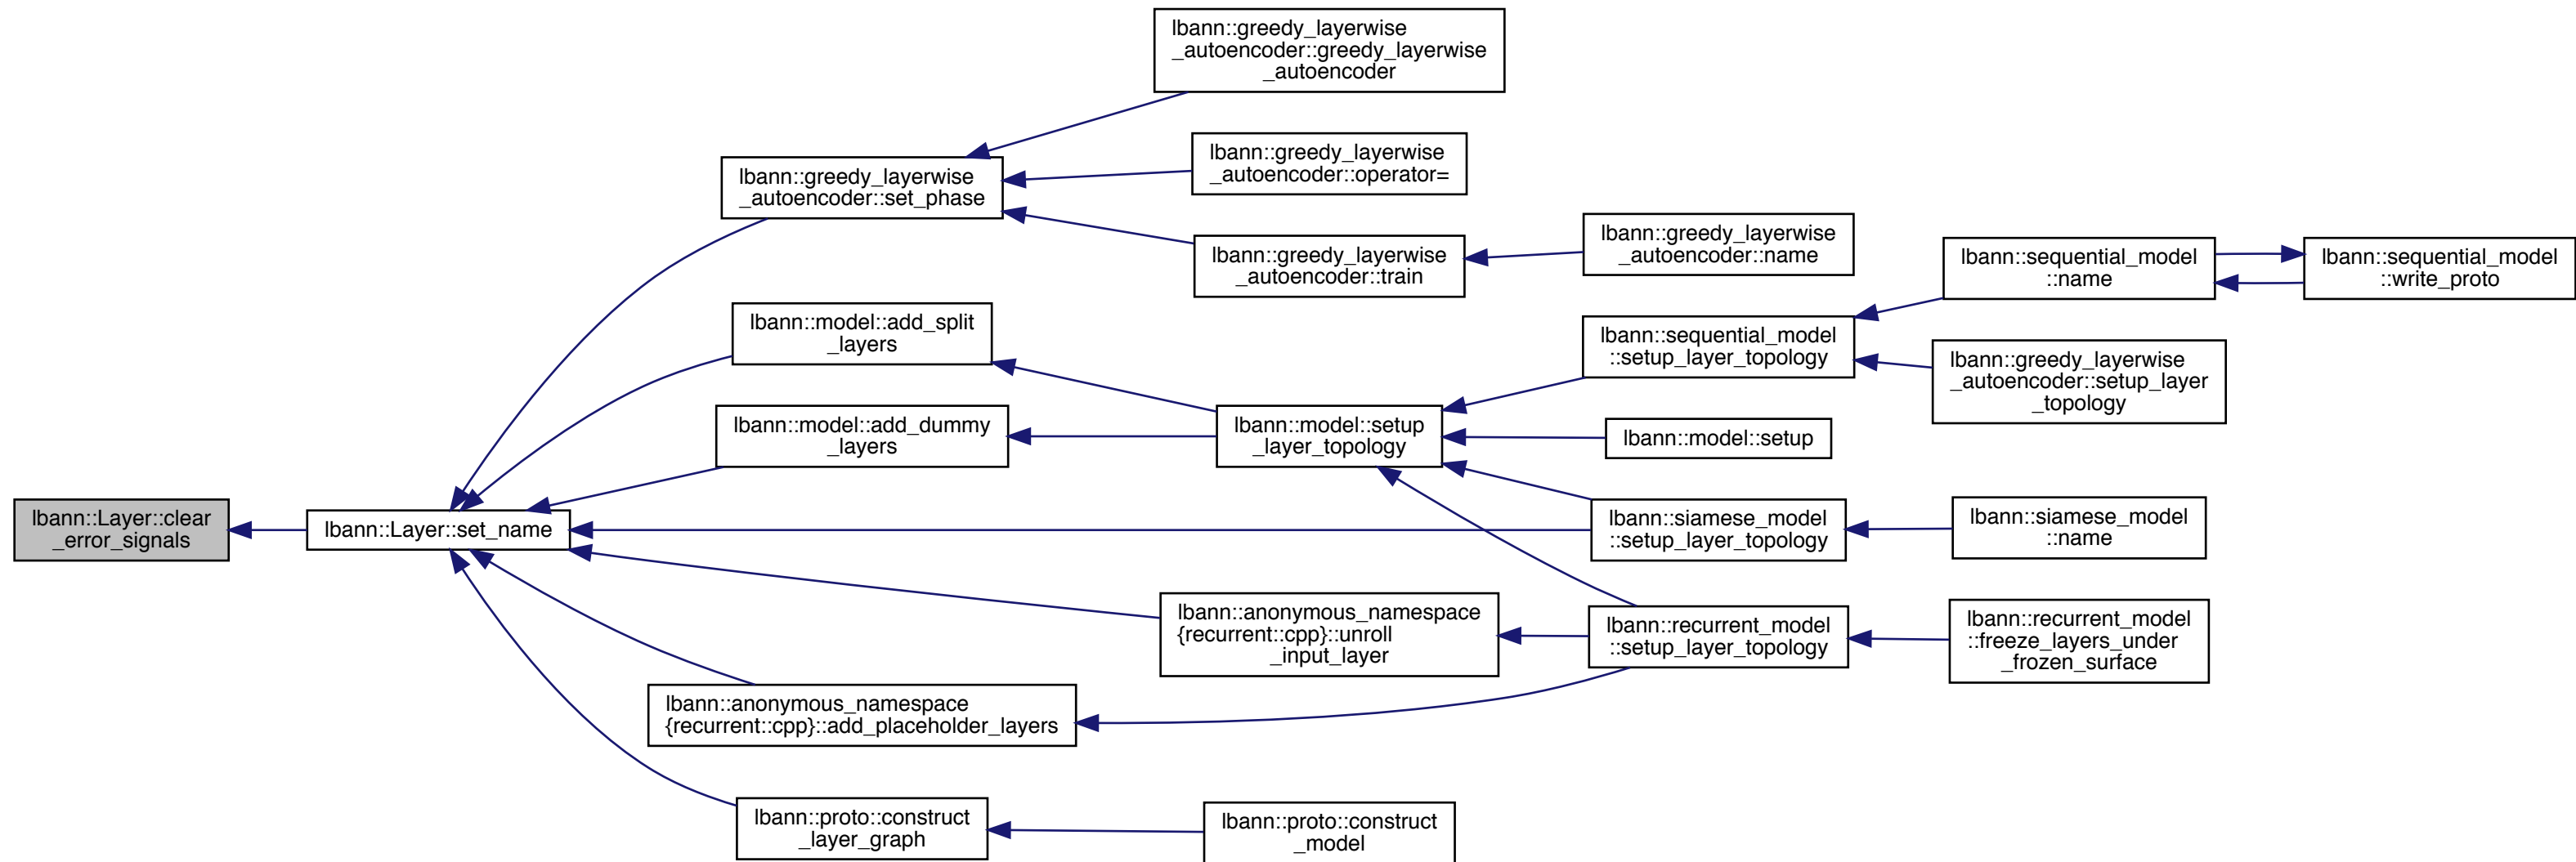 lbann::greedy_layerwise
_autoencoder::greedy_layerwise
_autoencoder
lbann::greedy_layerwise
_autoencoder::operator=
lbann::greedy_layerwise
_autoencoder::set_phase
lbann::greedy_layerwise
_autoencoder::train
lbann::greedy_layerwise
_autoencoder::name
lbann::sequential_model
::name
lbann::sequential_model
::write_proto
lbann::model::add_split
_layers
lbann::sequential_model
::setup_layer_topology
lbann::greedy_layerwise
_autoencoder::setup_layer
_topology
lbann::model::add_dummy
_layers
lbann::model::setup
_layer_topology
lbann::model::setup
lbann::Layer::clear
_error_signals
lbann::Layer::set_name
lbann::siamese_model
::setup_layer_topology
lbann::siamese_model
::name
lbann::anonymous_namespace
{recurrent::cpp}::unroll
_input_layer
lbann::recurrent_model
::setup_layer_topology
lbann::recurrent_model
::freeze_layers_under
_frozen_surface
lbann::anonymous_namespace
{recurrent::cpp}::add_placeholder_layers
lbann::proto::construct
_layer_graph
lbann::proto::construct
_model